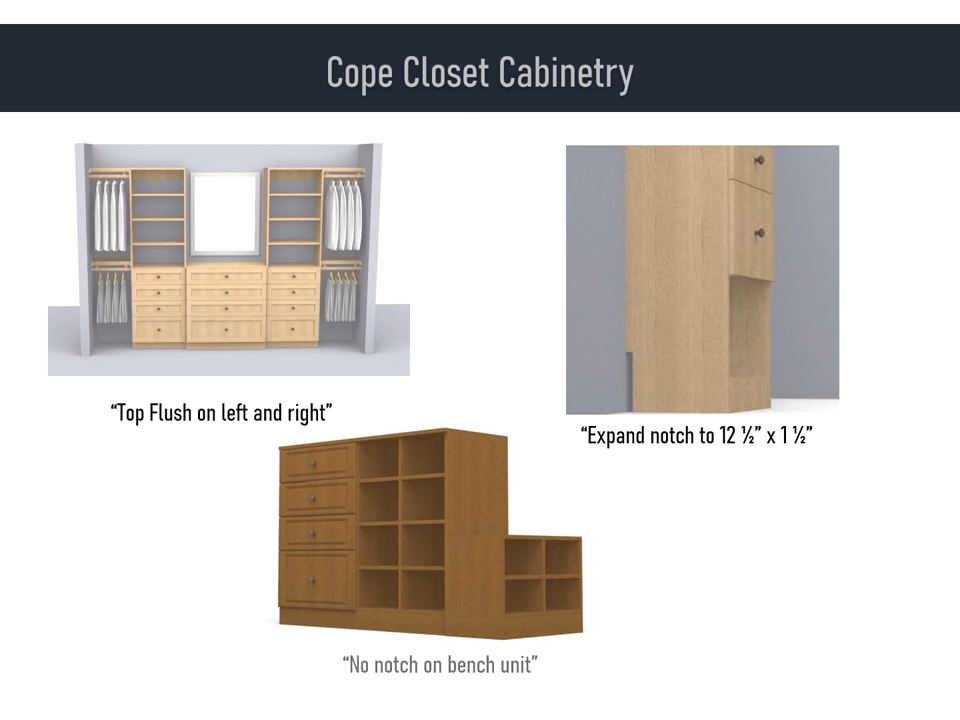 Cope Closet Cabinetry
“Top Flush on left and right”
“Expand notch to 12 ½” x 1 ½”
“No notch on bench unit”